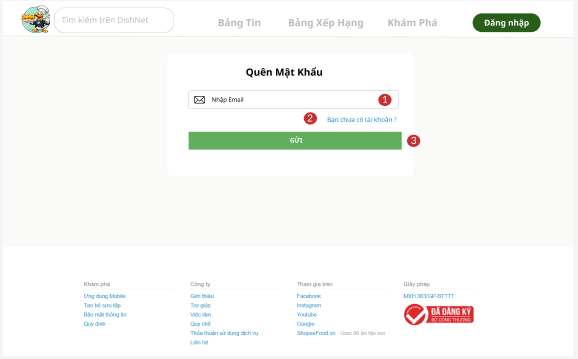 Tìm kiếm trên DishNet
Bảng Tin
Bảng Xếp Hạng
Khám Phá
Đăng nhập
Quên Mật Khẩu
Nhập Email
1
2
Bạn chưa có tài khoản ?
GỬI
3
Khám phá
Ứng dụng Mobile
Tạo bộ sưu tập
Bảo mật thông tin
Quy định
Công ty
Giới thiệu
Trợ giúp
Việc làm
Quy chế
Thỏa thuận sử dụng dịch vụ
Liên hệ
Tham gia trên
Facebook
Instagram
Youtube
Google
ShopeeFood.vn - Giao đồ ăn tận nơi
Giấy phép
MXH 363/GP-BTTTT
ĐÃ ĐĂNG KÝ
BỘ CÔNG THƯƠNG